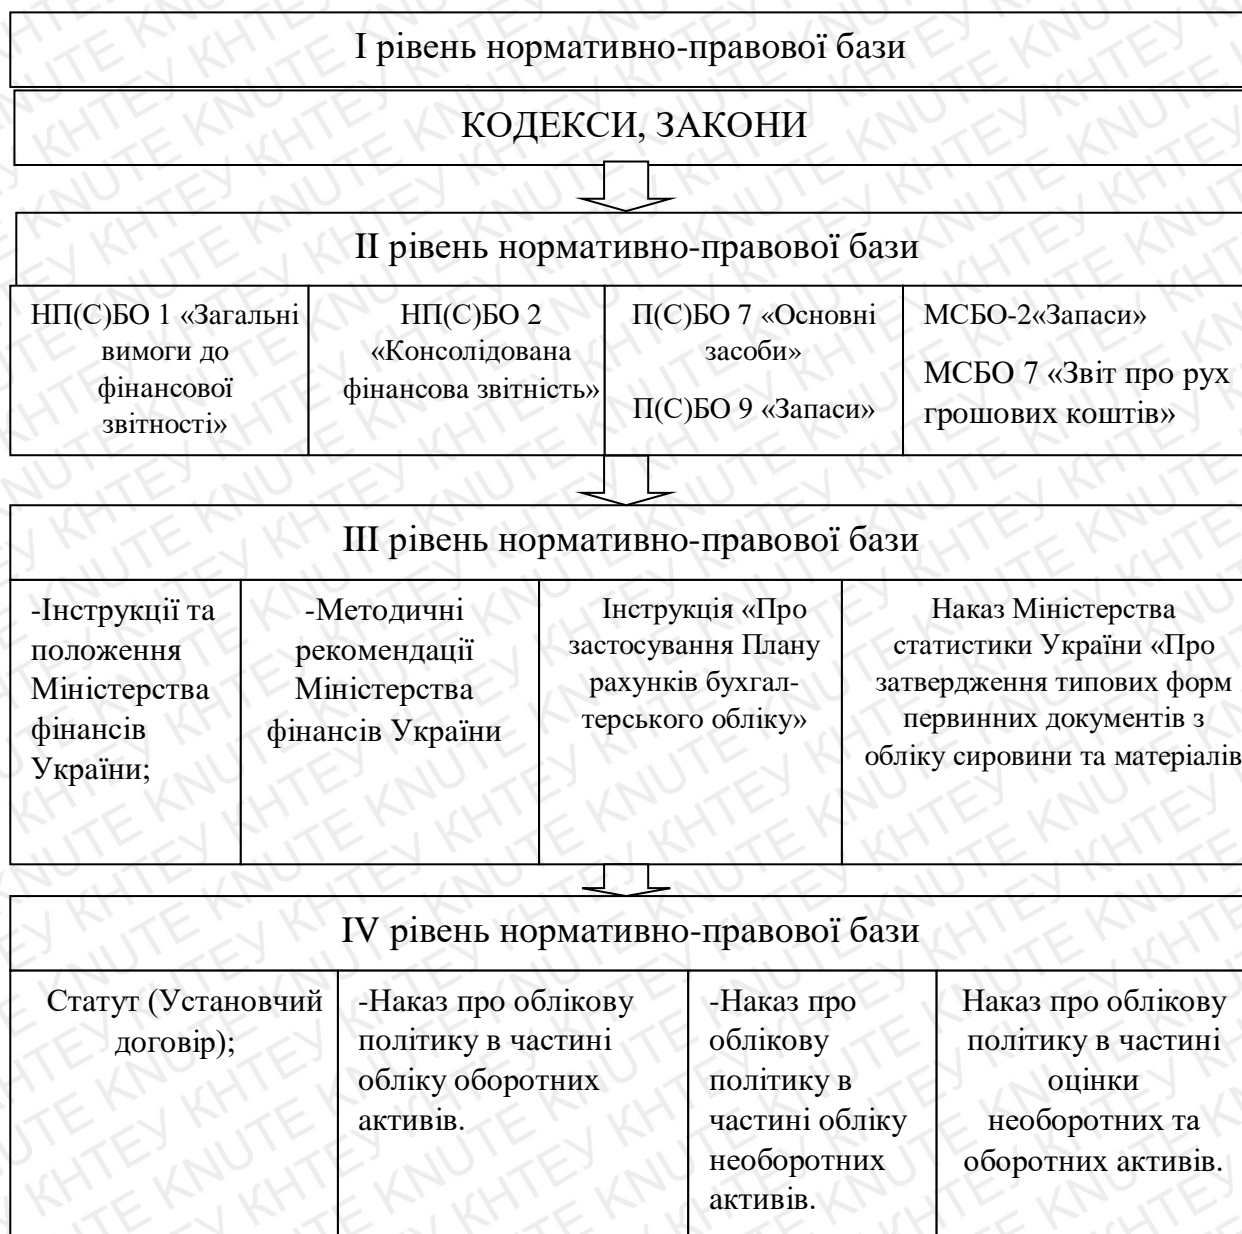 I рівень нормативно-правової бази
КОДЕКСИ, ЗАКОНИ
II рівень нормативно-правової бази
НП(С)БО 1 «Загальні
вимоги до
фінансової
звітності»
НП(С)БО 2
«Консолідована
фінансова звітність»
П(С)БО 7 «Основні
засоби»
П(С)БО 9 «Запаси»
МСБО-2«Запаси»
МСБО 7 «Звіт про рух
грошових коштів»
III рівень нормативно-правової бази
-Інструкції та
положення
Міністерства
фінансів
України;
-Методичні
рекомендації
Міністерства
фінансів України
Інструкція «Про
застосування Плану
рахунків бухгал-
терського обліку»
Наказ Міністерства
статистики України «Про
затвердження типових форм
первинних документів з
обліку сировини та матеріалів
IV рівень нормативно-правової бази
Статут (Установчий
договір);
-Наказ про облікову
політику в частині
обліку оборотних
активів.
-Наказ про
облікову
політику в
частині обліку
необоротних
активів.
Наказ про облікову
політику в частині
оцінки
необоротних та
оборотних активів.